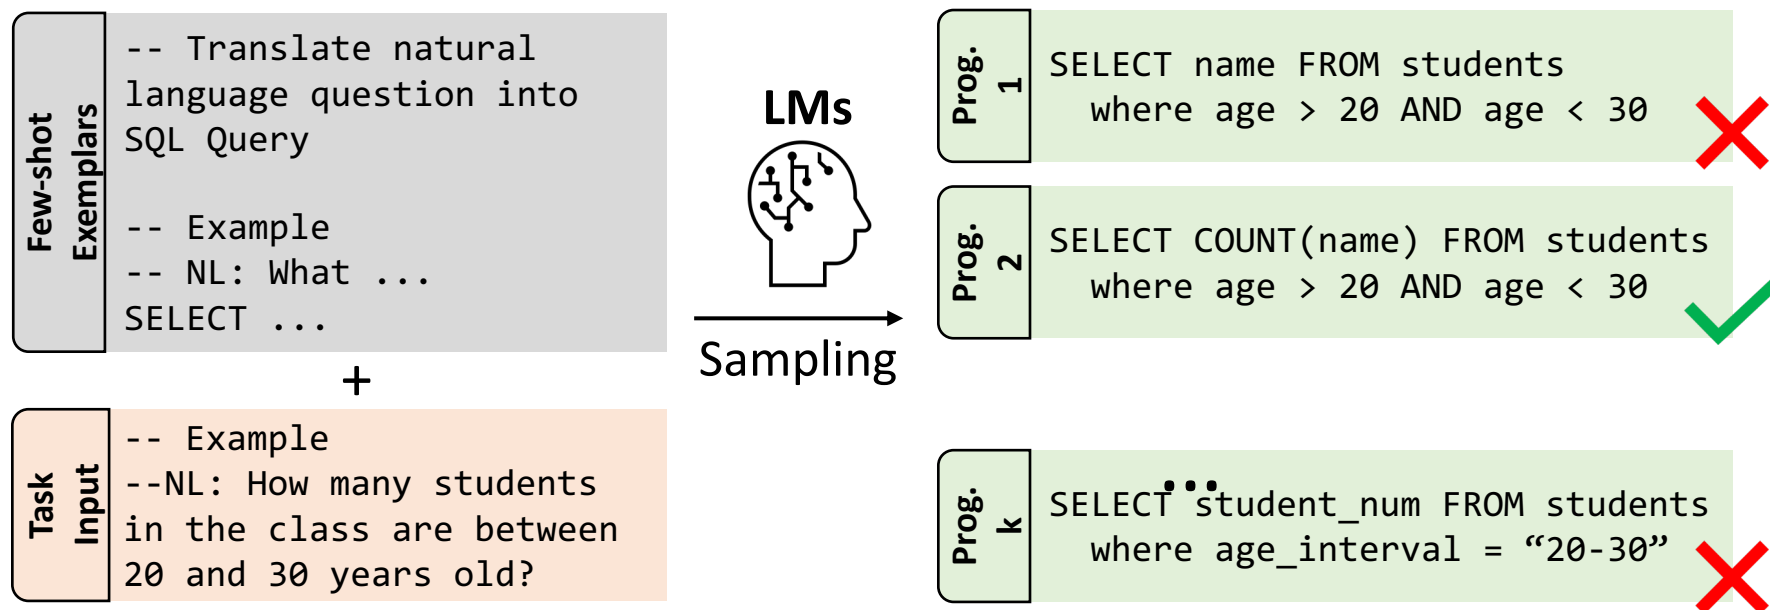 Few-shot
Exemplars
-- Translate natural
language question into
SQL Query
-- Example
-- NL: What ...
SELECT ...
+
Task
Input
-- Example
--NL: How many students
in the class are between
20 and 30 years old?
LMs
Sampling
Prog.
1
SELECT name FROM students
where age > 20 AND age < 30
Prog.
2
SELECT COUNT(name) FROM students
where age > 20 AND age < 30
...
Prog.
k
SELECT student_num FROM students
where age_interval = “20-30”